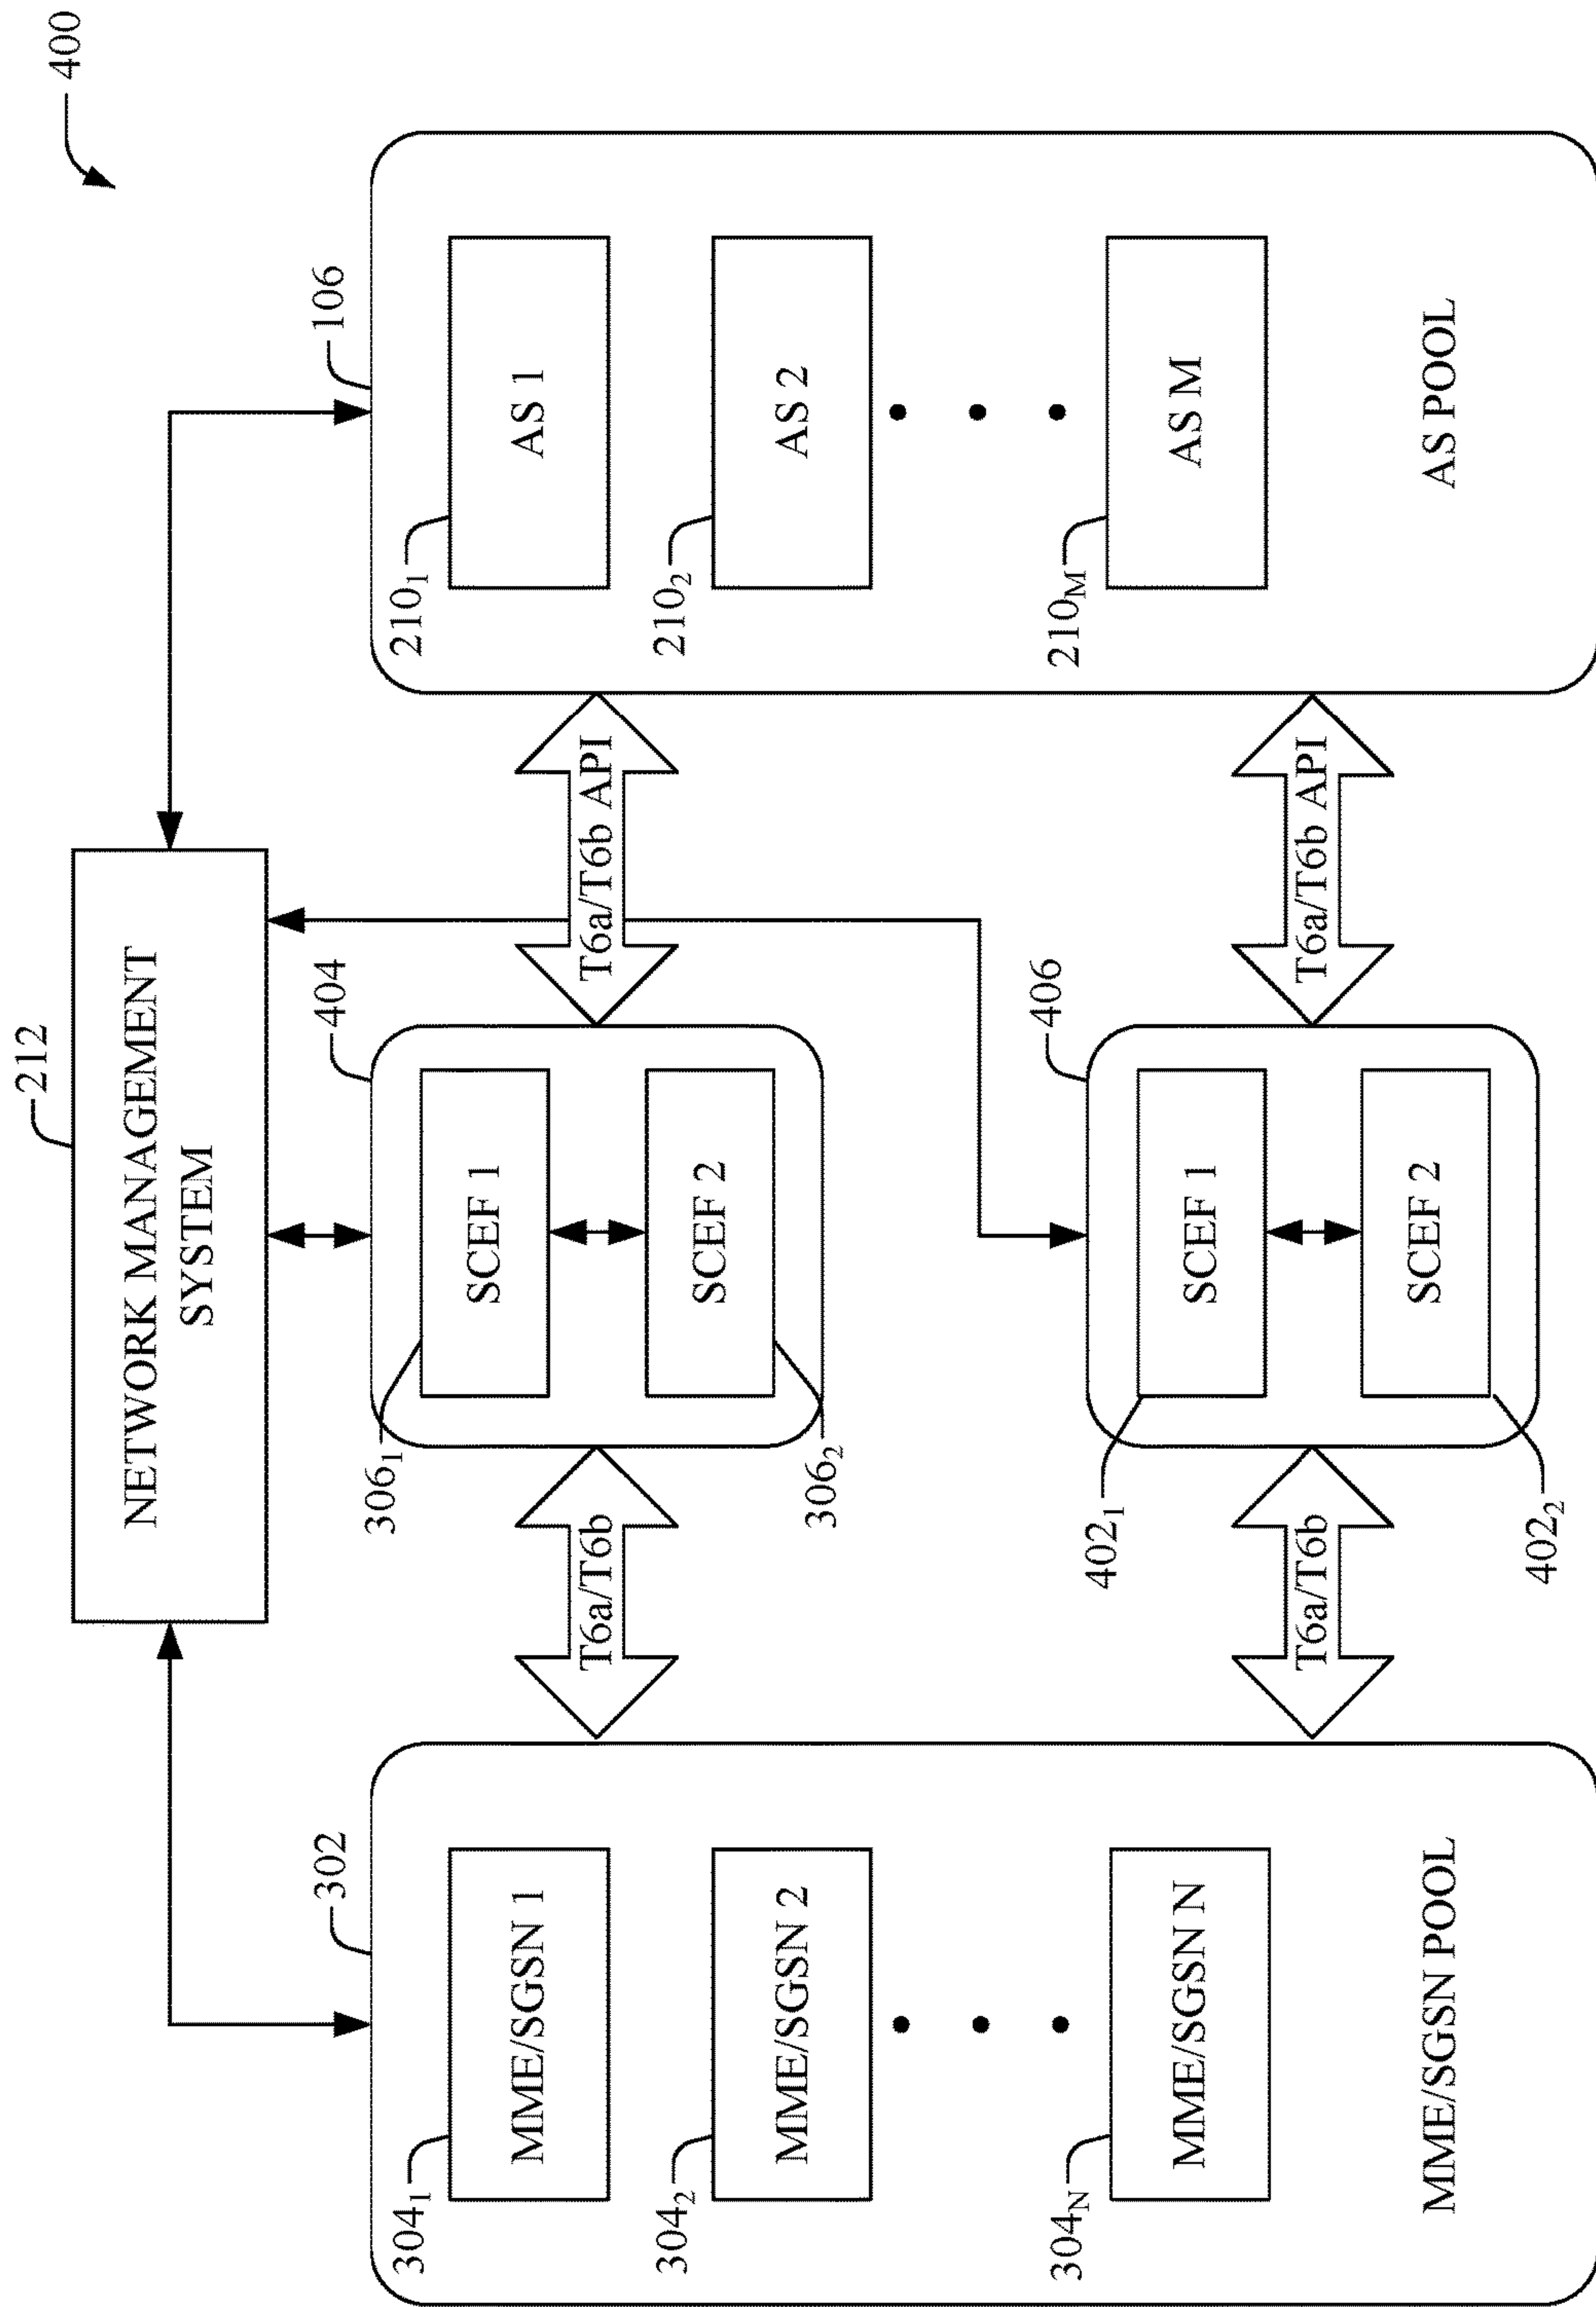 400
212
NETWORK MANAGEMENT
SYSTEM
302
404
106
304₁
MME/SGSN 1
304₂
MME/SGSN 2
304N
MME/SGSN N
MME/SGSN POOL
T6a/T6b
306₁
SCEF 1
SCEF 2
306₂
T6a/T6b API
210₁
AS 1
210₂
AS 2
210M
AS M
AS POOL
406
T6a/T6b
402₁
SCEF 1
SCEF 2
402₂
T6a/T6b API